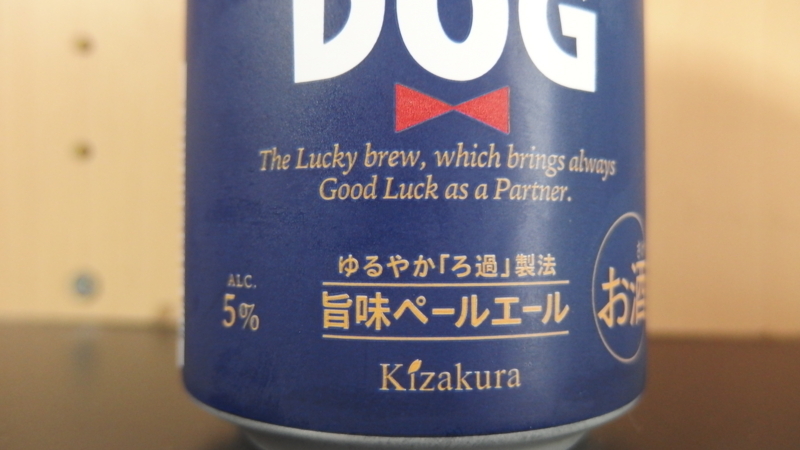 DOG
The Lucky brew, which brings always
Good Luck as a Partner.
ゆるやか「ろ過」製法
ALC.
5%
旨味ペールエール
お酒
Kizakura